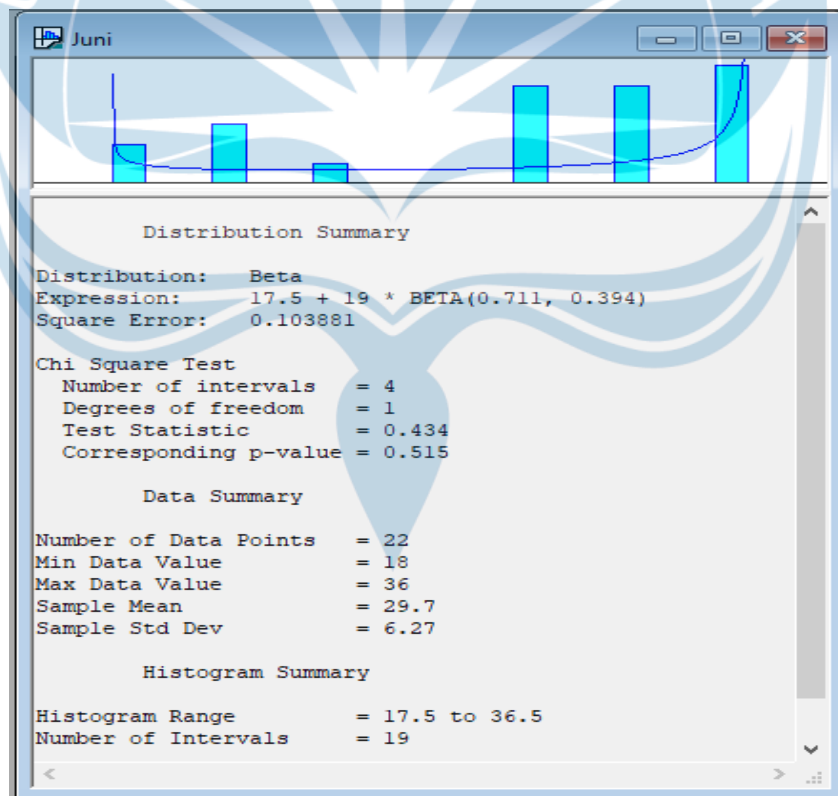 Juni
Distribution Summary
Distribution: Beta
Expression: 17.5 + 19 * BETA(0.711, 0.394)
Square Error: 0.103881
Chi Square Test
Number of intervals = 4
Degrees of freedom = 1
Test Statistic = 0.434
Corresponding p-value = 0.515
Data Summary
Number of Data Points = 22
Min Data Value = 18
Max Data Value = 36
Sample Mean = 29.7
Sample Std Dev = 6.27
Histogram Summary
Histogram Range = 17.5 to 36.5
Number of Intervals = 19